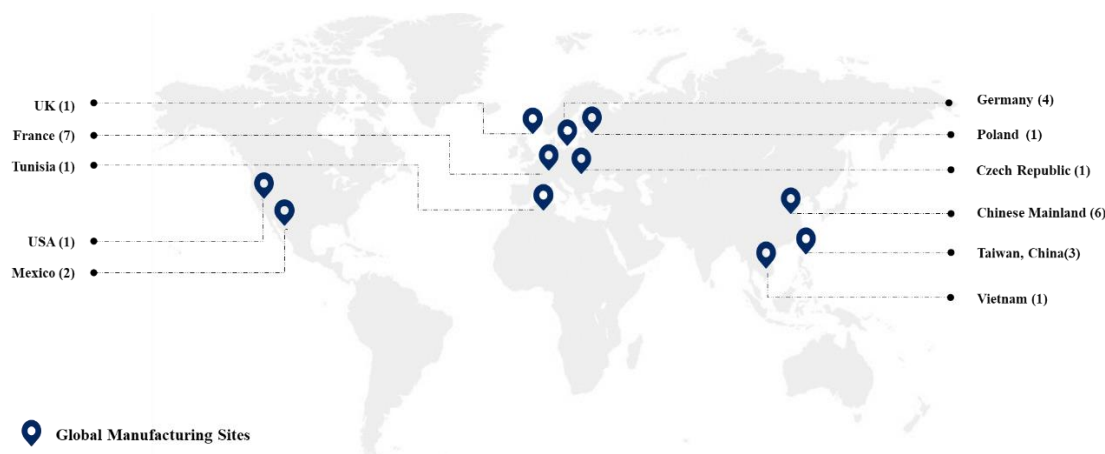 UK (1)
France (7)
Tunisia (1)
USA (1)
Mexico (2)
Germany (4)
Poland (1)
Czech Republic (1)
Chinese Mainland (6)
Taiwan, China(3)
Vietnam (1)
Global Manufacturing Sites